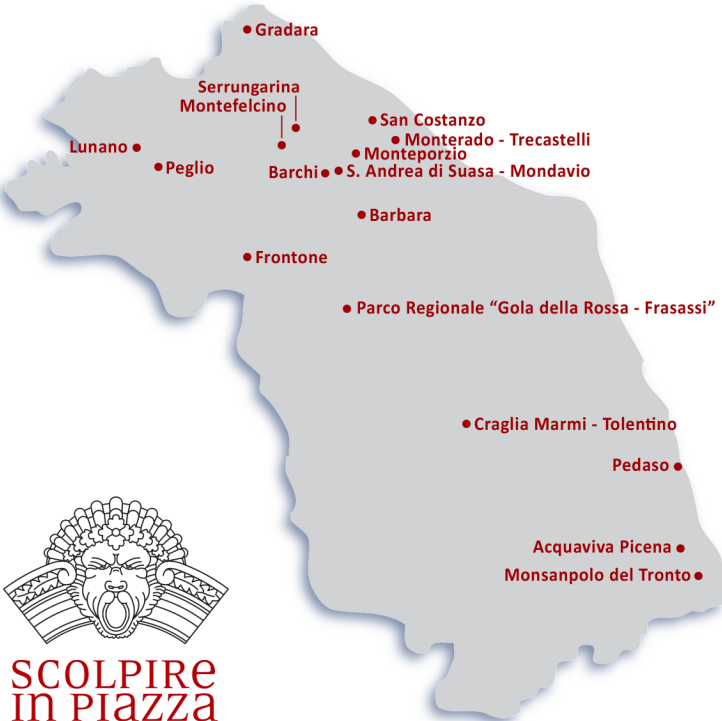 Gradara
Serrungarina
Montefelcino
San Costanzo
Monterado - Trecastelli
Lunano
Monteporzio
Peglio
Barchi
S. Andrea di Suasa - Mondavio
Barbara
Frontone
Parco Regionale “Gola della Rossa - Frasassi”
Craglia Marmi - Tolentino
Pedaso
Acquaviva Picena
Monsanpolo del Tronto
SCOLPIRE
IN PIAZZA